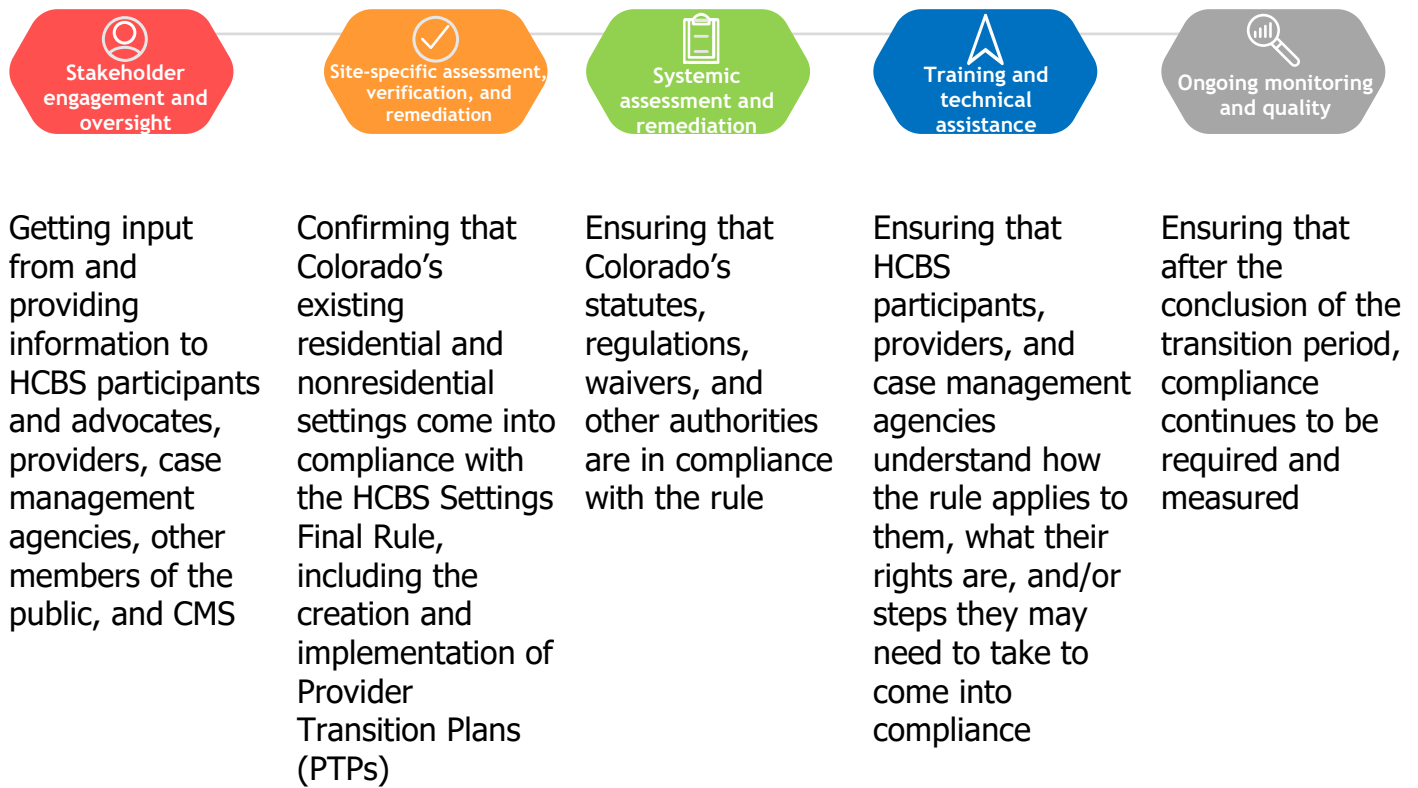 Stakeholder
engagement and
oversight
Site-specific assessment,
verification, and
remediation
Systemic
assessment and
remediation
Training and
technical
assistance
Ongoing monitoring
and quality
Getting input
from and
providing
information to
HCBS participants
and advocates,
providers, case
management
agencies, other
members of the
public, and CMS
Confirming that
Colorado’s
existing
residential and
nonresidential
settings come into
compliance with
the HCBS Settings
Final Rule,
including the
creation and
implementation of
Provider
Transition Plans
(PTPs)
Ensuring that
Colorado’s
statutes,
regulations,
waivers, and
other authorities
are in compliance
with the rule
Ensuring that
HCBS
participants,
providers, and
case management
agencies
understand how
the rule applies to
them, what their
rights are, and/or
steps they may
need to take to
come into
compliance
Ensuring that
after the
conclusion of the
transition period,
compliance
continues to be
required and
measured